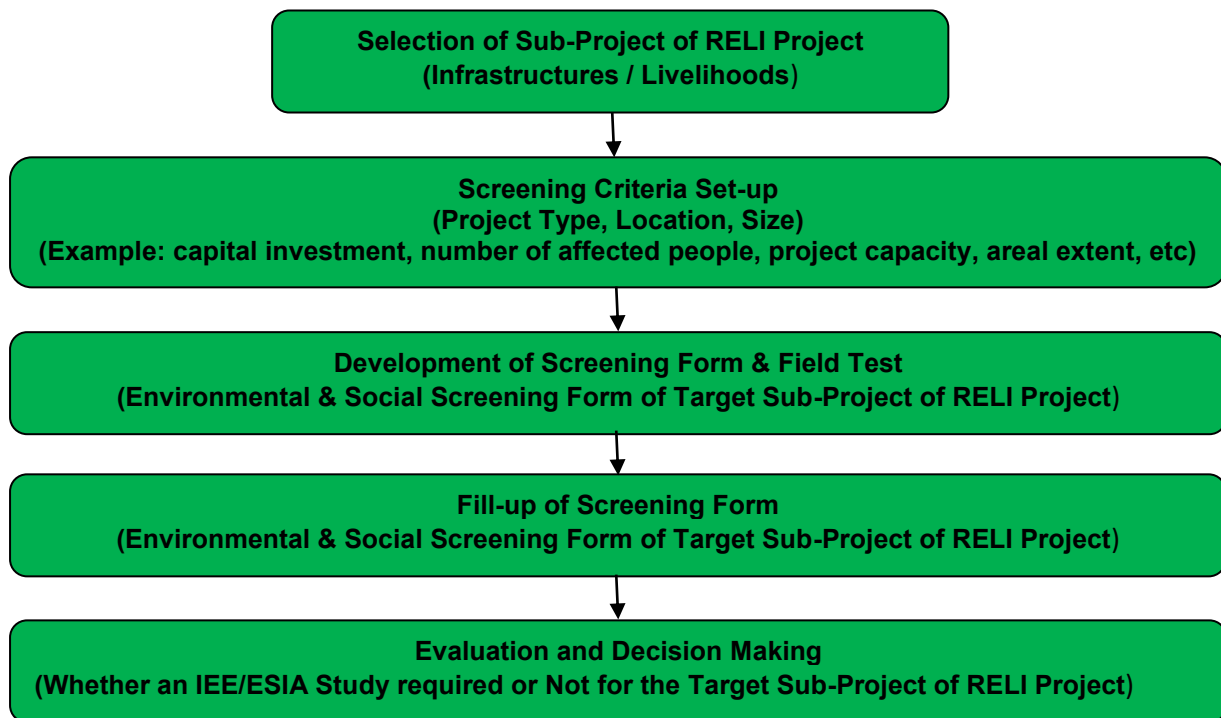 Selection of Sub-Project of RELI Project
(Infrastructures / Livelihoods)
Screening Criteria Set-up
(Project Type, Location, Size)
(Example: capital investment, number of affected people, project capacity, areal extent, etc)
Development of Screening Form & Field Test
(Environmental & Social Screening Form of Target Sub-Project of RELI Project)
Fill-up of Screening Form
(Environmental & Social Screening Form of Target Sub-Project of RELI Project)
Evaluation and Decision Making
(Whether an IEE/ESIA Study required or Not for the Target Sub-Project of RELI Project)